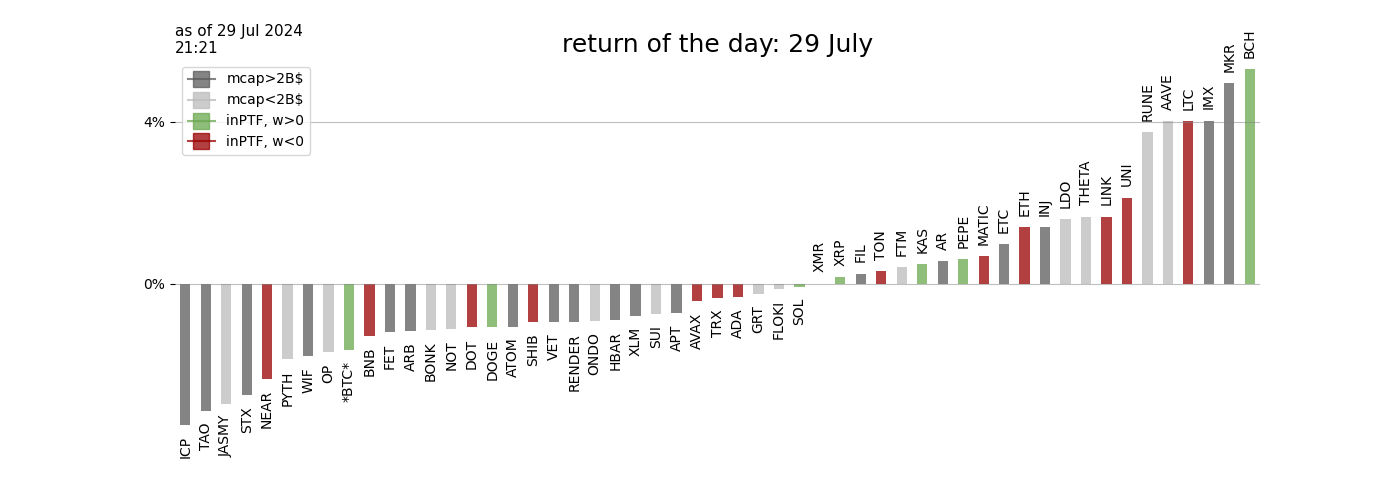 as of 29 Jul 2024
21:21
return of the day: 29 July
mcap>2B$
mcap<2B$
inPTF, w>0
inPTF, w<0
4%
0%
ICP
TAO
JASMY
STX
NEAR
PYTH
WIF
OP
*BTC*
BNB
FET
ARB
BONK
NOT
DOT
DOGE
ATOM
SHIB
VET
RENDER
ONDO
HBAR
XLM
SUI
APT
AVAX
TRX
ADA
GRT
FLOKI
SOL
XMR
XRP
FIL
TON
FTM
KAS
AR
PEPE
MATIC
ETC
ETH
INJ
LDO
THETA
LINK
UNI
RUNE
AAVE
LTC
IMX
MKR
BCH